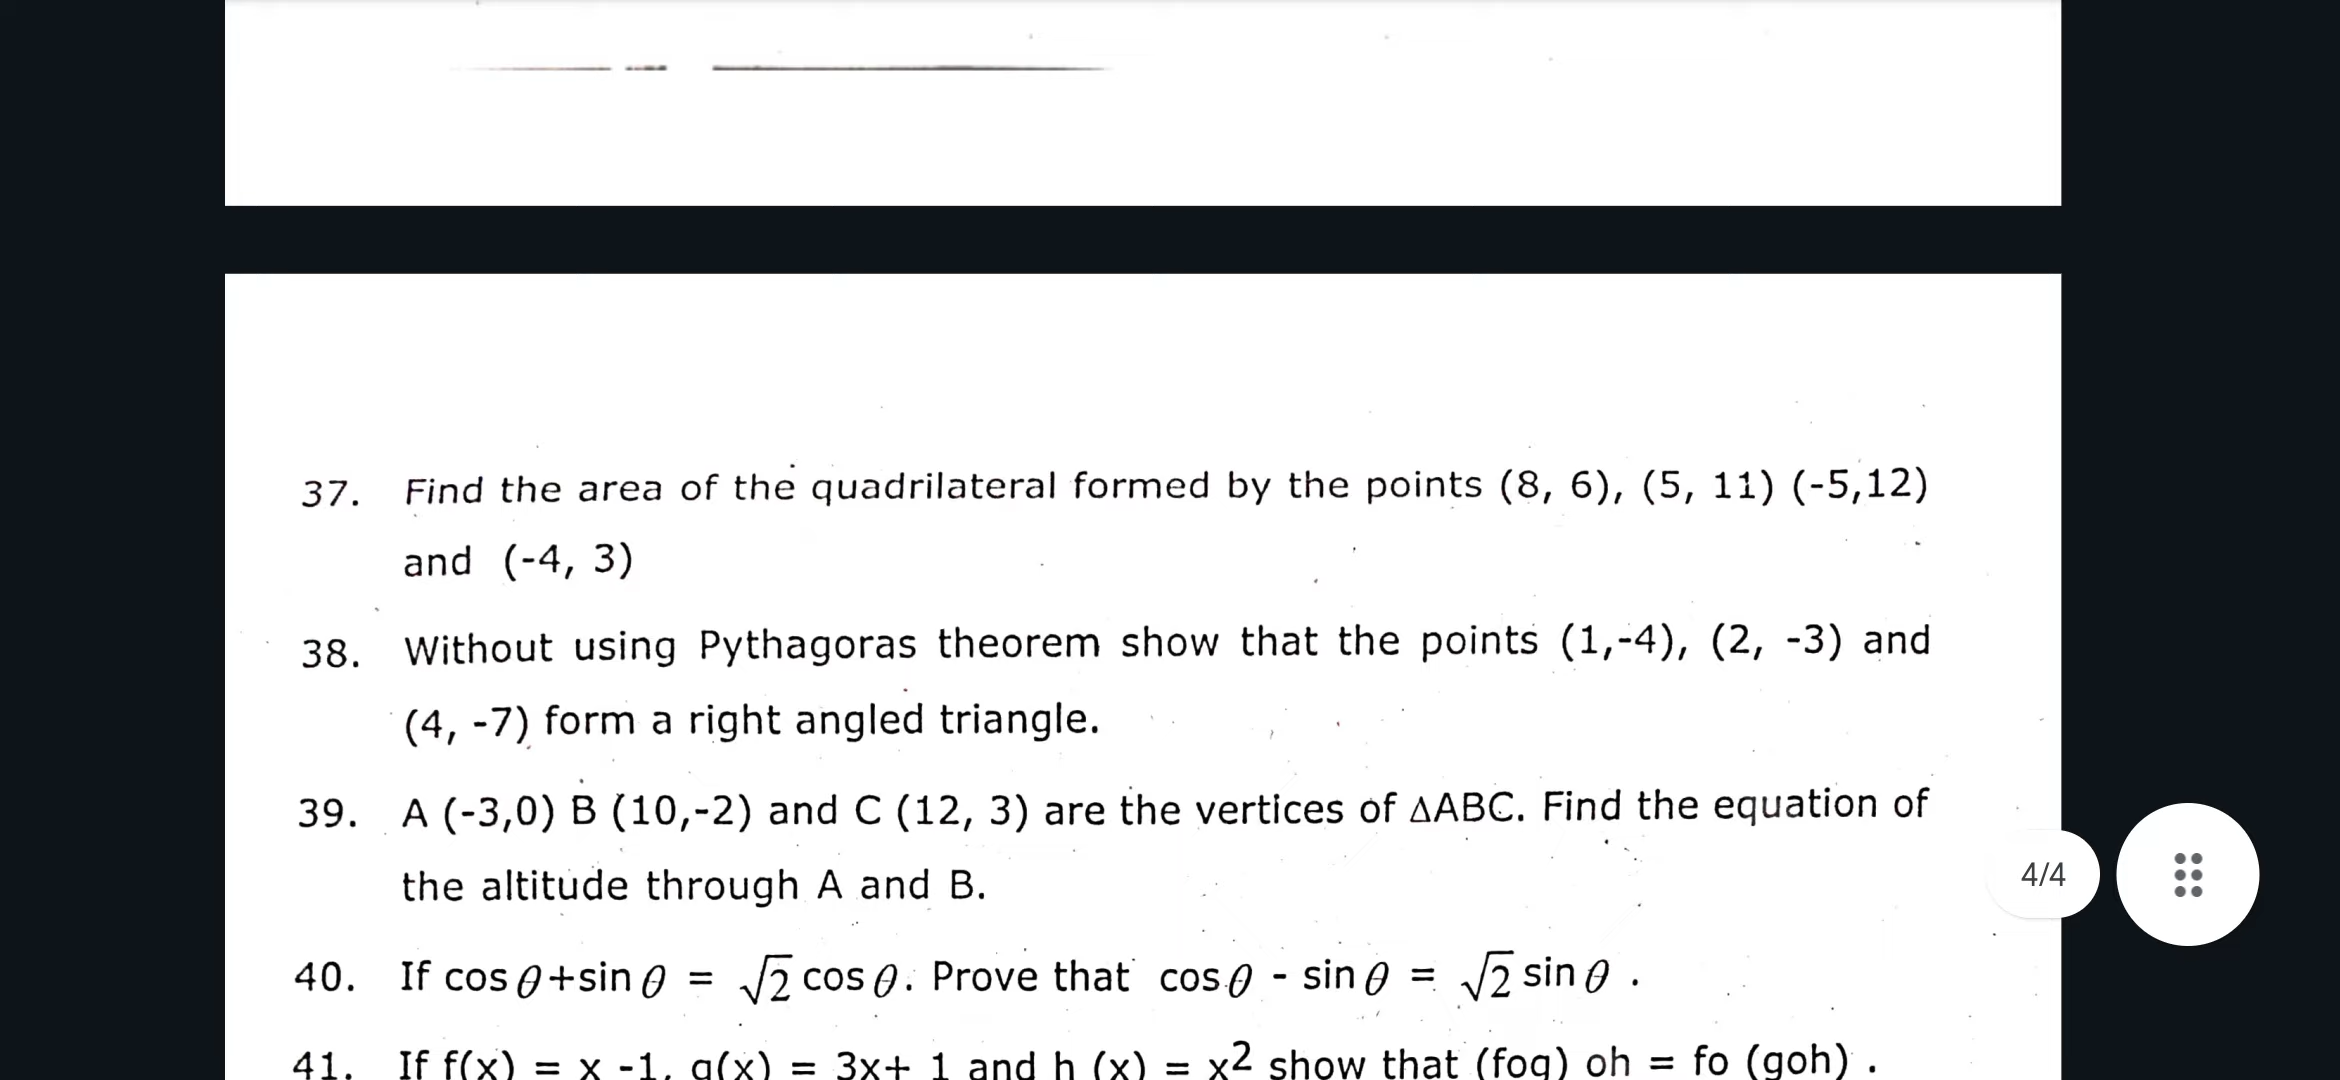 37. Find the area of the quadrilateral formed by the points (8, 6), (5, 11) (-5,12)
and (-4, 3)
38. Without using Pythagoras theorem show that the points (1,-4), (2, -3) and
(4, -7) form a right angled triangle.
39. A (-3,0) B (10,-2) and C (12, 3) are the vertices of ΔABC. Find the equation of
the altitude through A and B.
4/4
40. If cos θ+sin θ = √2 cos θ. Prove that cos θ - sin θ = √2 sin θ .
41. If f(x) = x -1, g(x) = 3x+ 1 and h (x) = x² show that (fog) oh = fo (goh) .